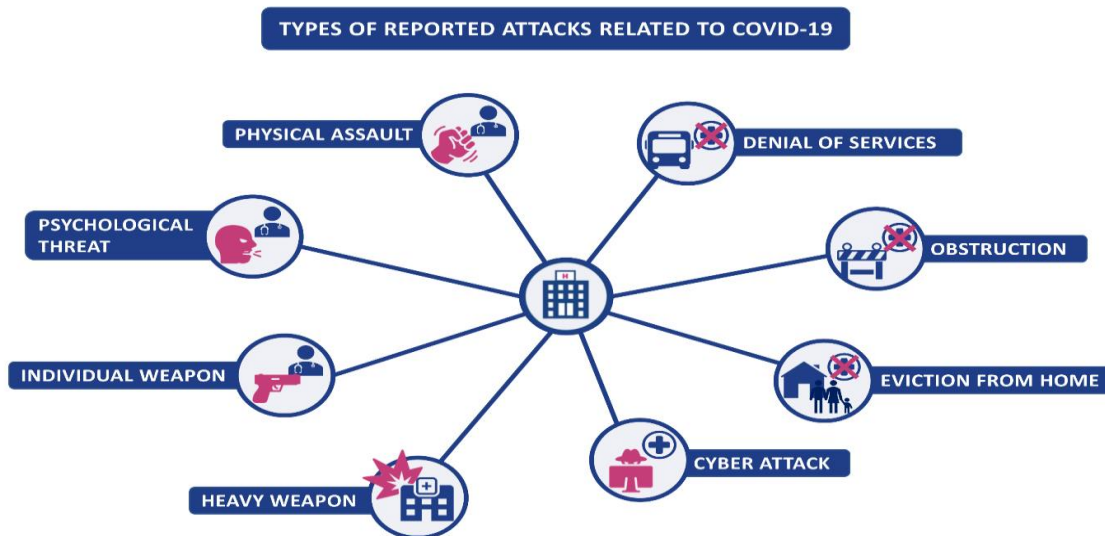 TYPES OF REPORTED ATTACKS RELATED TO COVID-19
PHYSICAL ASSAULT
DENIAL OF SERVICES
PSYCHOLOGICAL
THREAT
OBSTRUCTION
H
INDIVIDUAL WEAPON
EVICTION FROM HOME
CYBER ATTACK
HEAVY WEAPON